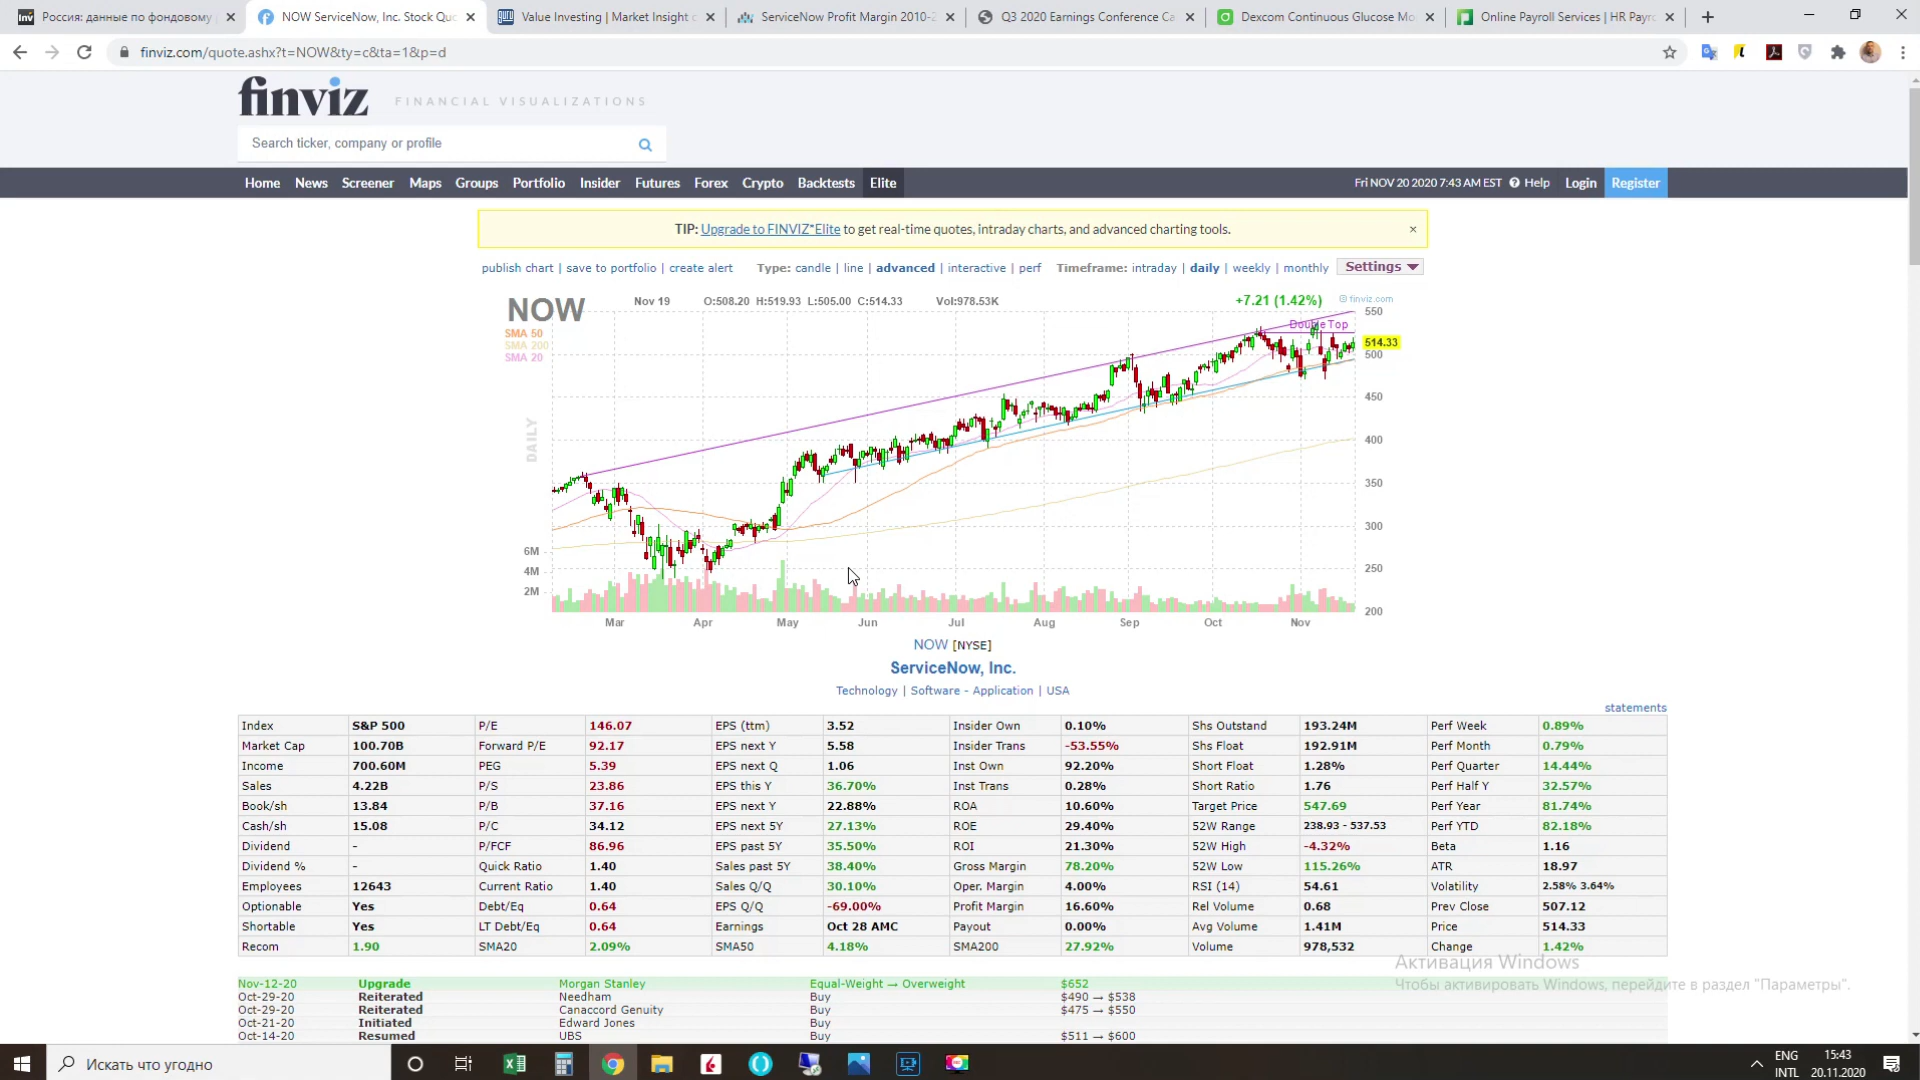 Россия: данные по фондовому
NOW ServiceNow, Inc. Stock Quo
Value Investing | Market Insight o
ServiceNow Profit Margin 2010-2
Q3 2020 Earnings Conference Ca
Dexcom Continuous Glucose Mo
Online Payroll Services | HR Payro
finviz.com/quote.ashx?t=NOW&ty=c&ta=1&p=d
finviz FINANCIAL VISUALIZATIONS
Search ticker, company or profile
Home News Screener Maps Groups Portfolio Insider Futures Forex Crypto Backtests Elite Fri NOV 20 2020 7:43 AM EST Help Login Register
TIP: Upgrade to FINVIZ*Elite to get real-time quotes, intraday charts, and advanced charting tools. ×
publish chart | save to portfolio | create alert Type: candle | line | advanced | interactive | perf Timeframe: intraday | daily | weekly | monthly Settings
NOW Nov 19 O:508.20 H:519.93 L:505.00 C:514.33 Vol:978.53K +7.21 (1.42%) © finviz.com
SMA 50
SMA 200
SMA 20
Double Top
DAILY
550
514.33
500
450
400
350
300
250
200
6M
4M
2M
Mar Apr May Jun Jul Aug Sep Oct Nov
NOW [NYSE]
ServiceNow, Inc.
Technology | Software - Application | USA
statements
Index S&P 500 P/E 146.07 EPS (ttm) 3.52 Insider Own 0.10% Shs Outstand 193.24M Perf Week 0.89%
Market Cap 100.70B Forward P/E 92.17 EPS next Y 5.58 Insider Trans -53.55% Shs Float 192.91M Perf Month 0.79%
Income 700.60M PEG 5.39 EPS next Q 1.06 Inst Own 92.20% Short Float 1.28% Perf Quarter 14.44%
Sales 4.22B P/S 23.86 EPS this Y 36.70% Inst Trans 0.28% Short Ratio 1.76 Perf Half Y 32.57%
Book/sh 13.84 P/B 37.16 EPS next Y 22.88% ROA 10.60% Target Price 547.69 Perf Year 81.74%
Cash/sh 15.08 P/C 34.12 EPS next 5Y 27.13% ROE 29.40% 52W Range 238.93 - 537.53 Perf YTD 82.18%
Dividend - P/FCF 86.96 EPS past 5Y 35.50% ROI 21.30% 52W High -4.32% Beta 1.16
Dividend % - Quick Ratio 1.40 Sales past 5Y 38.40% Gross Margin 78.20% 52W Low 115.26% ATR 18.97
Employees 12643 Current Ratio 1.40 Sales Q/Q 30.10% Oper. Margin 4.00% RSI (14) 54.61 Volatility 2.58% 3.64%
Optionable Yes Debt/Eq 0.64 EPS Q/Q -69.00% Profit Margin 16.60% Rel Volume 0.68 Prev Close 507.12
Shortable Yes LT Debt/Eq 0.64 Earnings Oct 28 AMC Payout 0.00% Avg Volume 1.41M Price 514.33
Recom 1.90 SMA20 2.09% SMA50 4.18% SMA200 27.92% Volume 978,532 Change 1.42%
Активация Windows
Чтобы активировать Windows, перейдите в раздел "Параметры".
Nov-12-20 Upgrade Morgan Stanley Equal-Weight → Overweight $652
Oct-29-20 Reiterated Needham Buy $490 → $538
Oct-29-20 Reiterated Canaccord Genuity Buy $475 → $550
Oct-21-20 Initiated Edward Jones Buy
Oct-14-20 Resumed UBS Buy $511 → $600
Искать что угодно
ENG
INTL
15:43
20.11.2020